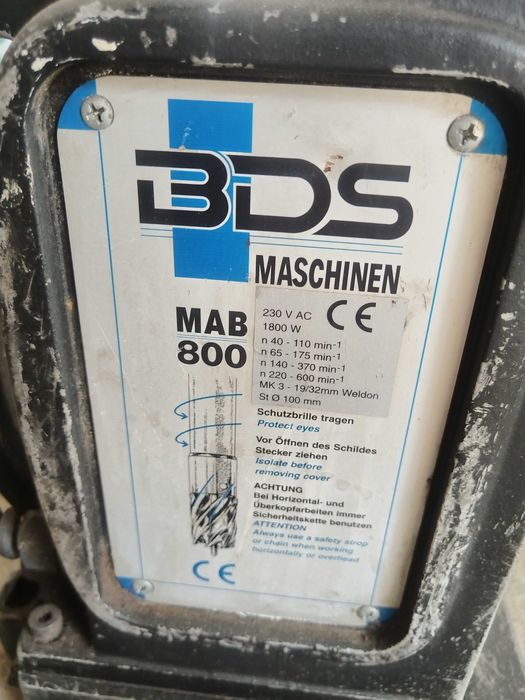 BDS
MASCHINEN
MAB
800
230 V AC CE
1800 W
n 40 - 110 min-1
n 65 - 175 min-1
n 140 - 370 min-1
n 220 - 600 min-1
MK 3 - 19/32mm Weldon
St Ø 100 mm
Schutzbrille tragen
Protect eyes
Vor Öffnen des Schildes
Stecker ziehen
Isolate before
removing cover
ACHTUNG
Bei Horizontal- und
Überkopfarbeiten immer
Sicherheitskette benutzen
ATTENTION
Always use a safety strop
or chain when working
horizontally or overhead
CE